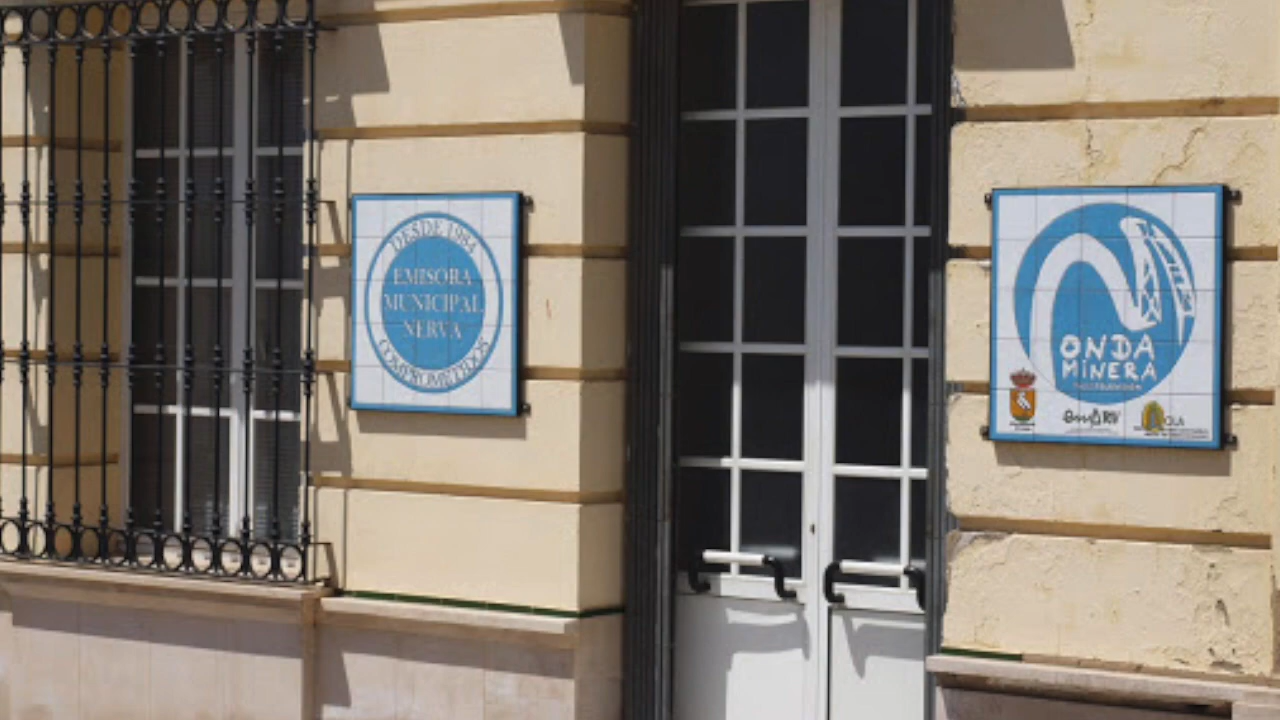 DESDE 1984
EMISORA
MUNICIPAL
NERVA
COMPROMETIDOS
ONDA
MINERA